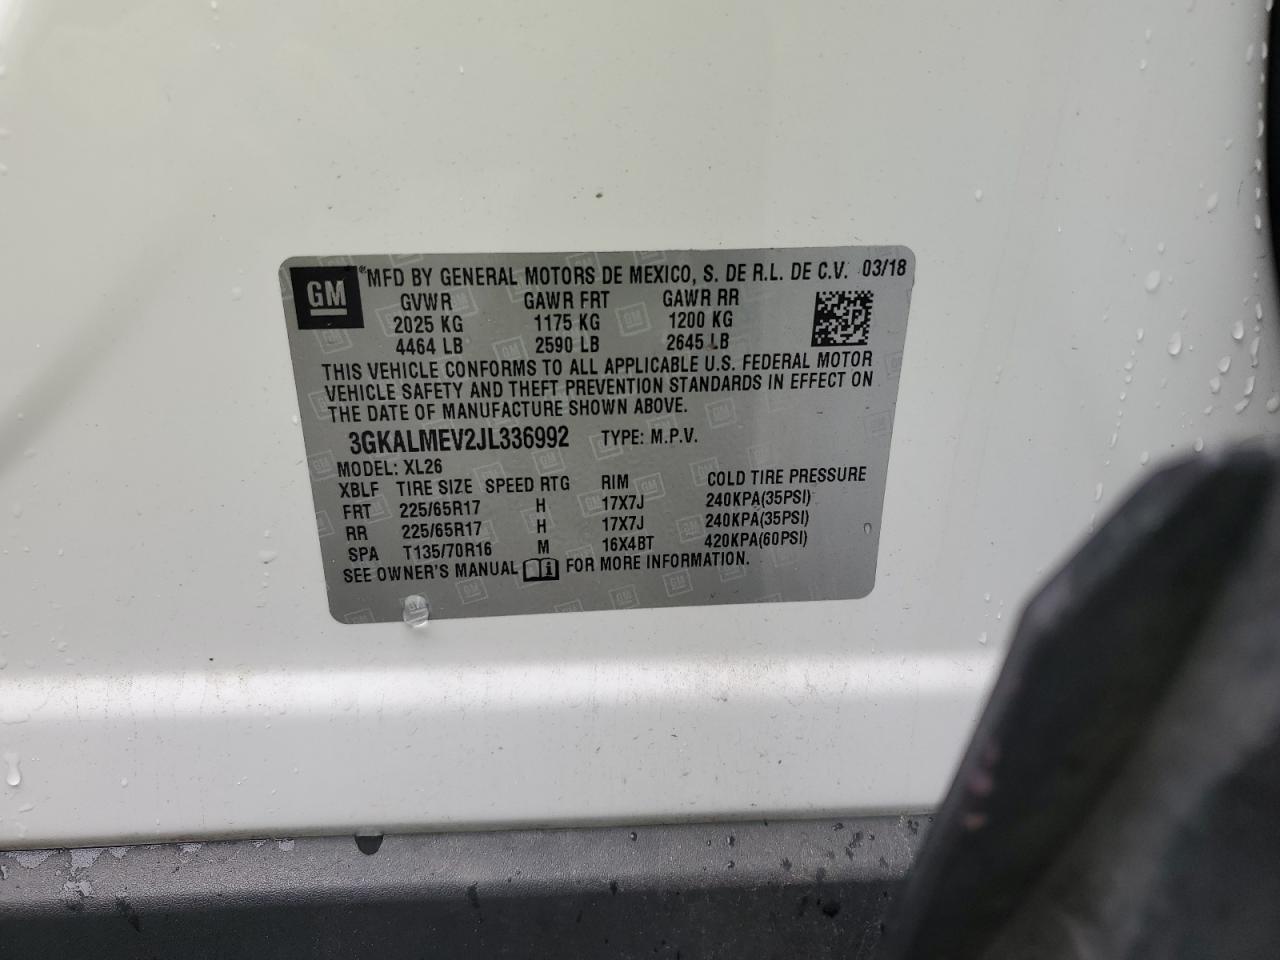 GM ® MFD BY GENERAL MOTORS DE MEXICO, S. DE R.L. DE C.V. 03/18
GVWR GAWR FRT GAWR RR
2025 KG 1175 KG 1200 KG
4464 LB 2590 LB 2645 LB
THIS VEHICLE CONFORMS TO ALL APPLICABLE U.S. FEDERAL MOTOR
VEHICLE SAFETY AND THEFT PREVENTION STANDARDS IN EFFECT ON
THE DATE OF MANUFACTURE SHOWN ABOVE.
3GKALMEV2JL336992 TYPE: M.P.V.
MODEL: XL26
XBLF TIRE SIZE SPEED RTG RIM COLD TIRE PRESSURE
FRT 225/65R17 H 17X7J 240KPA(35PSI)
RR 225/65R17 H 17X7J 240KPA(35PSI)
SPA T135/70R16 M 16X4BT 420KPA(60PSI)
SEE OWNER'S MANUAL FOR MORE INFORMATION.